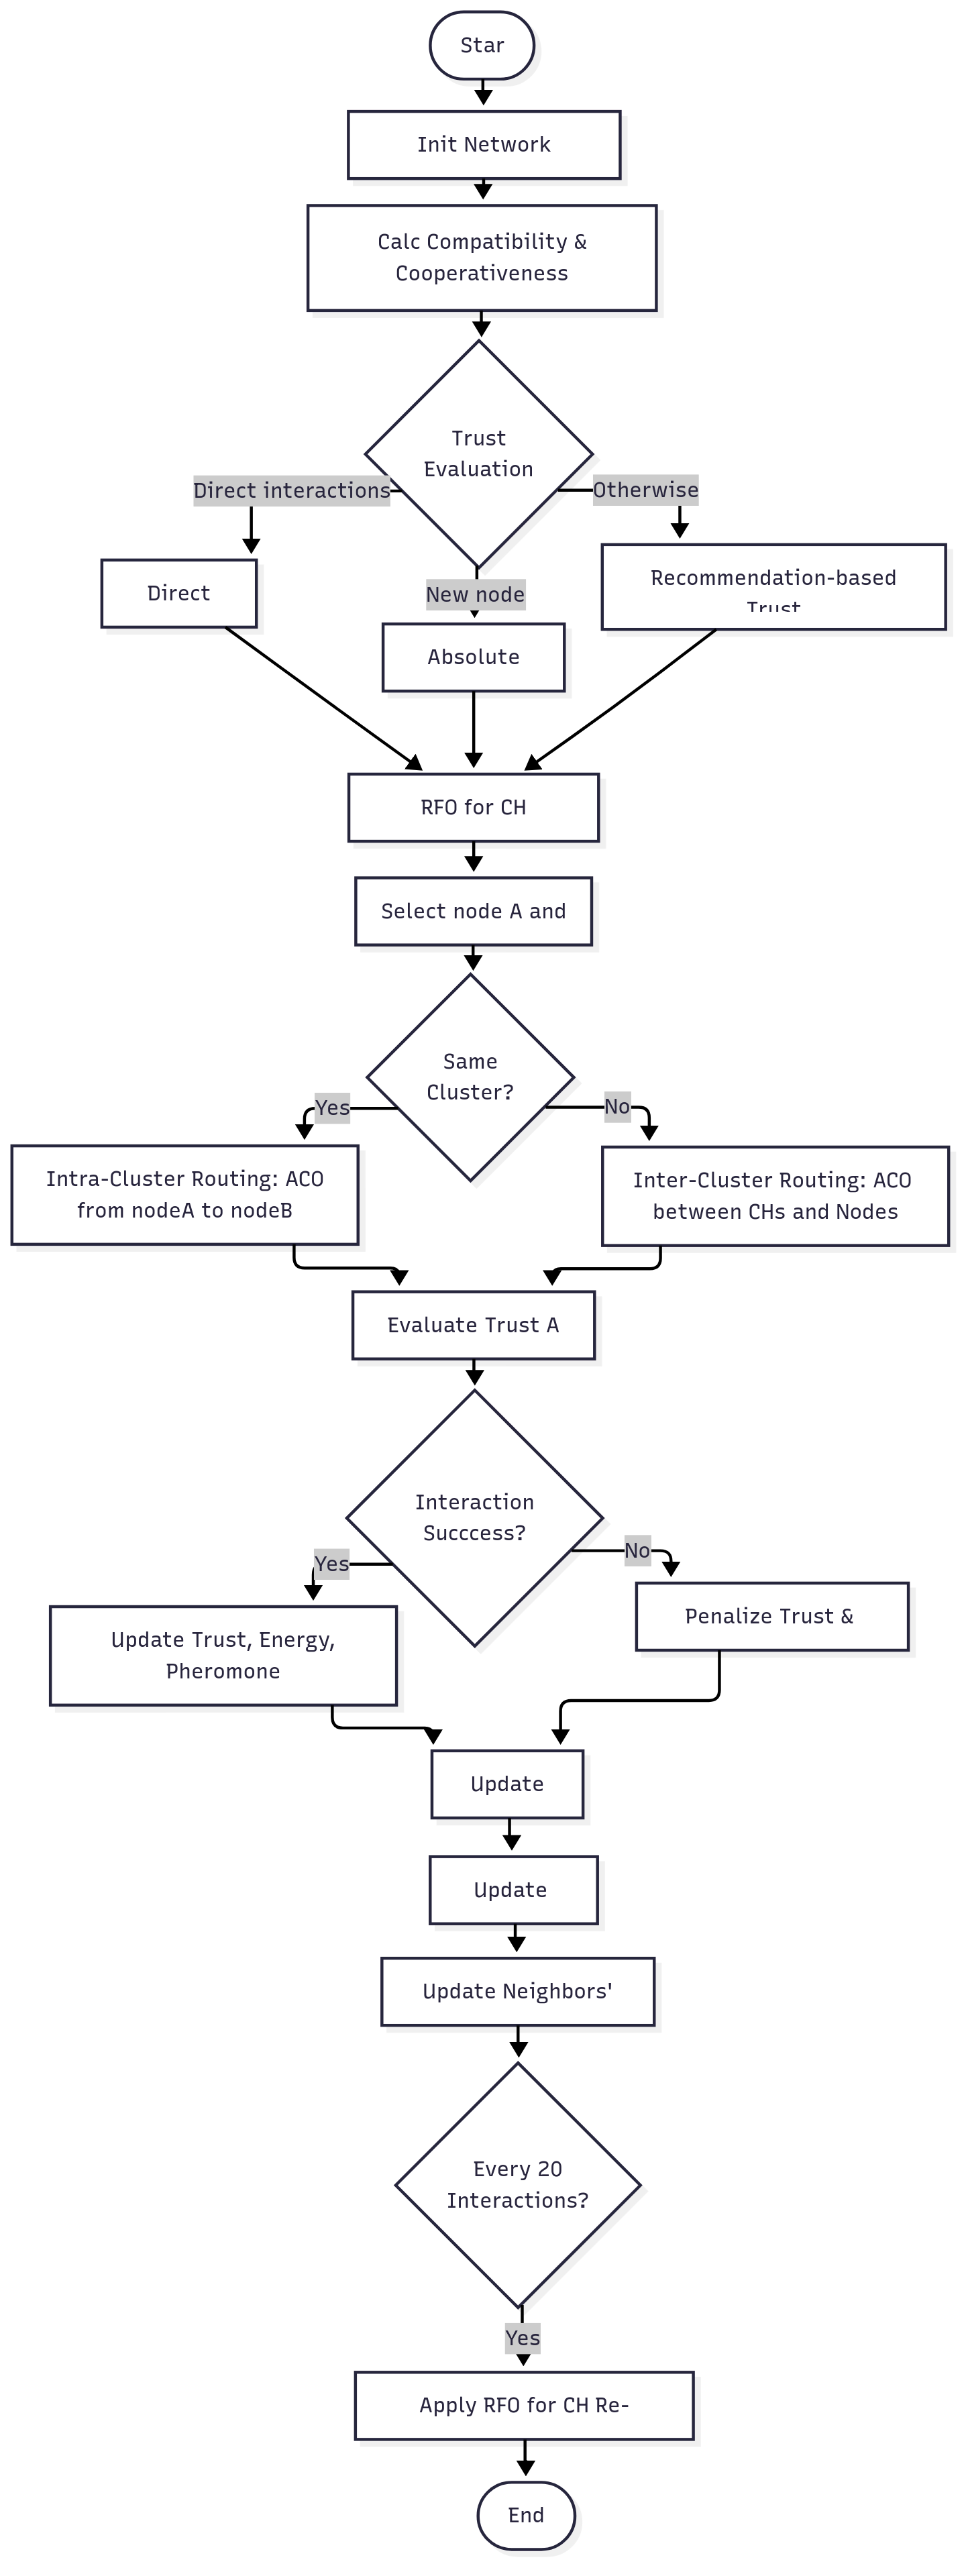 Star
Init Network
Calc Compatibility &
Cooperativeness
Trust
Evaluation
Direct interactions
Otherwise
New node
Direct
Recommendation-based
Trust
Absolute
RFO for CH
Select node A and
Same
Cluster?
Yes
No
Intra-Cluster Routing: ACO
from nodeA to nodeB
Inter-Cluster Routing: ACO
between CHs and Nodes
Evaluate Trust A
Interaction
Succcess?
Yes
No
Update Trust, Energy,
Pheromone
Penalize Trust &
Update
Update
Update Neighbors'
Every 20
Interactions?
Yes
Apply RFO for CH Re-
End